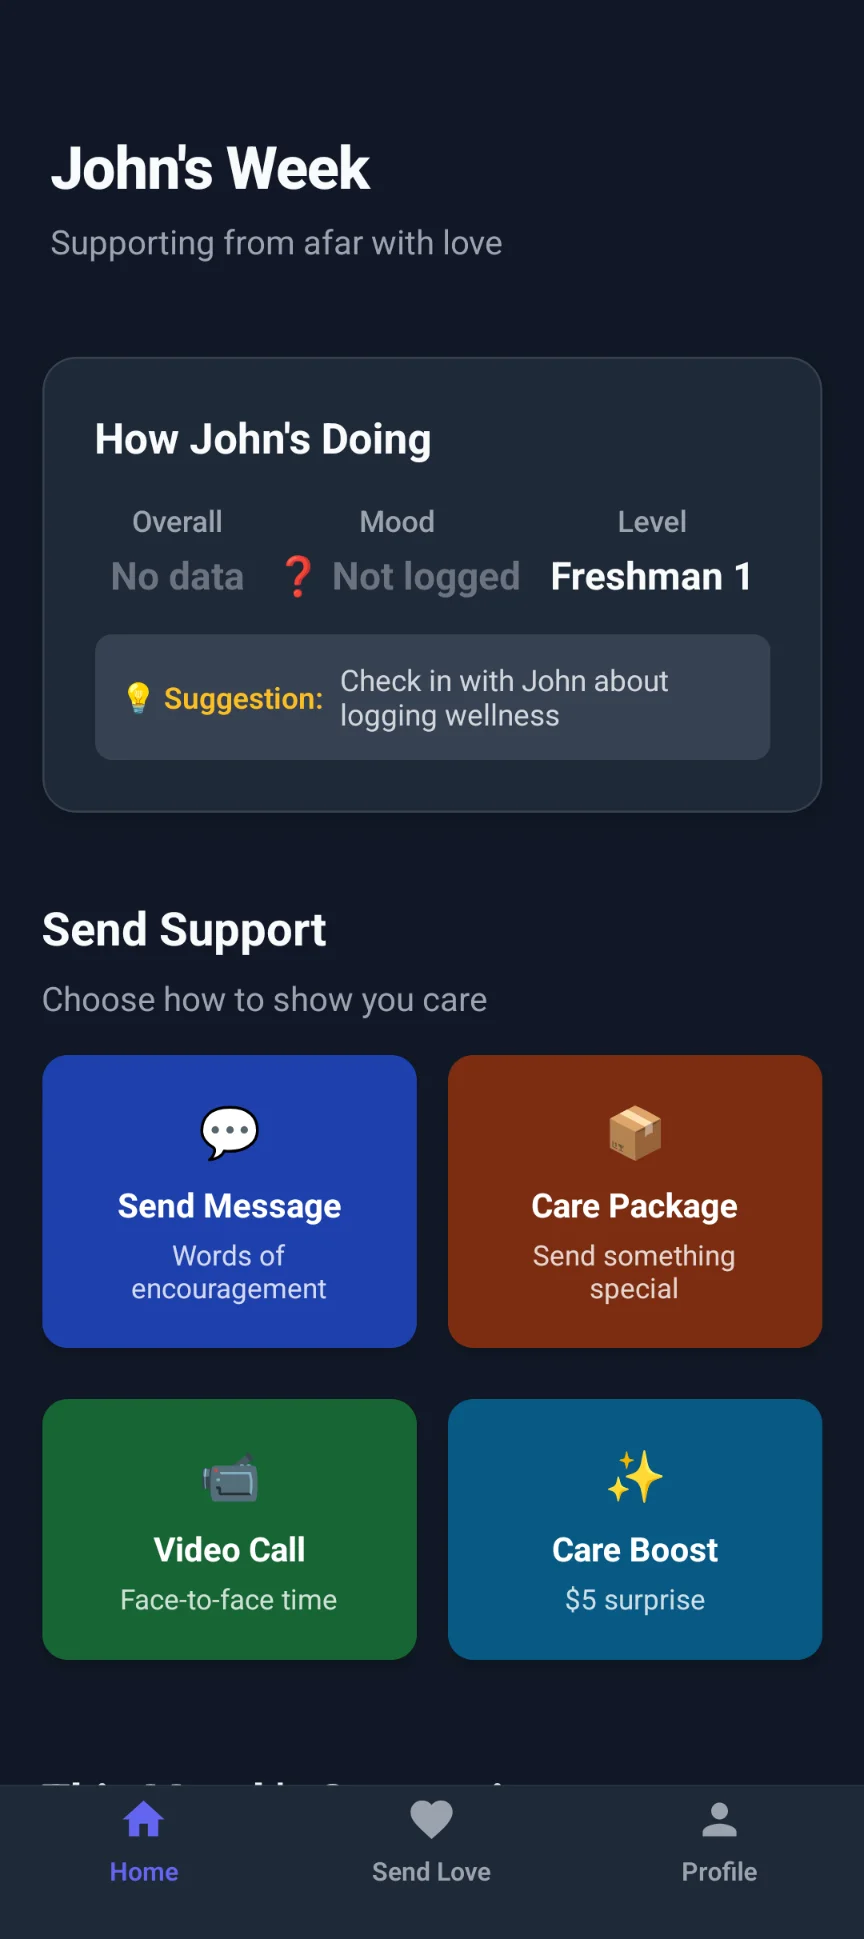 John's Week
Supporting from afar with love
How John's Doing
Overall
Mood
Level
No data
❓ Not logged
Freshman 1
💡 Suggestion:
Check in with John about
logging wellness
Send Support
Choose how to show you care
💬
Send Message
Words of
encouragement
📦
Care Package
Send something
special
📹
Video Call
Face-to-face time
✨
Care Boost
$5 surprise
Home
Send Love
Profile